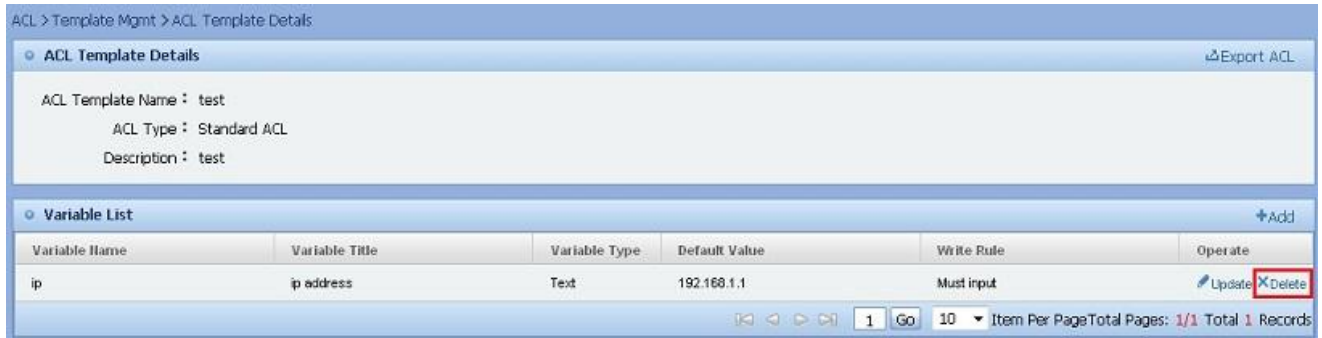 ACL > Template Mgmt > ACL Template Details
ACL Template Details Export ACL
ACL Template Name : test
ACL Type : Standard ACL
Description : test
Variable List +Add
Variable Name Variable Title Variable Type Default Value Write Rule Operate
ip ip address Text 192.168.1.1 Must input Update Delete
1 Go 10 Item Per PageTotal Pages: 1/1 Total 1 Records